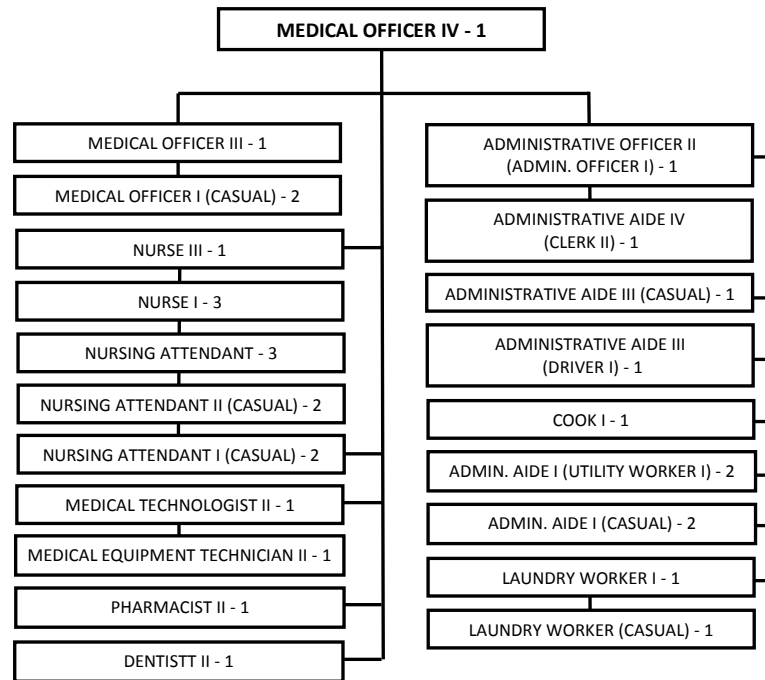 MEDICAL OFFICER IV - 1
MEDICAL OFFICER III - 1
MEDICAL OFFICER I (CASUAL) - 2
NURSE III - 1
NURSE I - 3
NURSING ATTENDANT - 3
NURSING ATTENDANT II (CASUAL) - 2
NURSING ATTENDANT I (CASUAL) - 2
MEDICAL TECHNOLOGIST II - 1
MEDICAL EQUIPMENT TECHNICIAN II - 1
PHARMACIST II - 1
DENTISTT II - 1
ADMINISTRATIVE OFFICER II
(ADMIN. OFFICER I) - 1
ADMINISTRATIVE AIDE IV
(CLERK II) - 1
ADMINISTRATIVE AIDE III (CASUAL) - 1
ADMINISTRATIVE AIDE III
(DRIVER I) - 1
COOK I - 1
ADMIN. AIDE I (UTILITY WORKER I) - 2
ADMIN. AIDE I (CASUAL) - 2
LAUNDRY WORKER I - 1
LAUNDRY WORKER (CASUAL) - 1